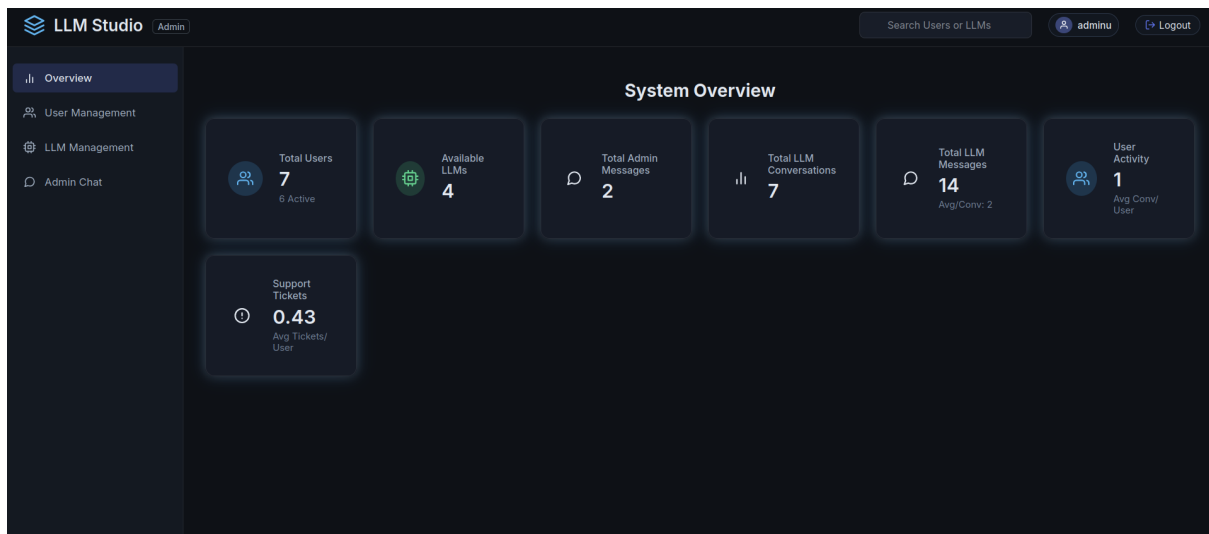 LLM Studio Admin
Search Users or LLMs
adminu
Logout
Overview
User Management
LLM Management
Admin Chat
System Overview
Total Users
7
6 Active
Available
LLMs
4
Total Admin
Messages
2
Total LLM
Conversations
7
Total LLM
Messages
14
Avg/Conv: 2
User
Activity
1
Avg Conv/
User
Support
Tickets
0.43
Avg Tickets/
User